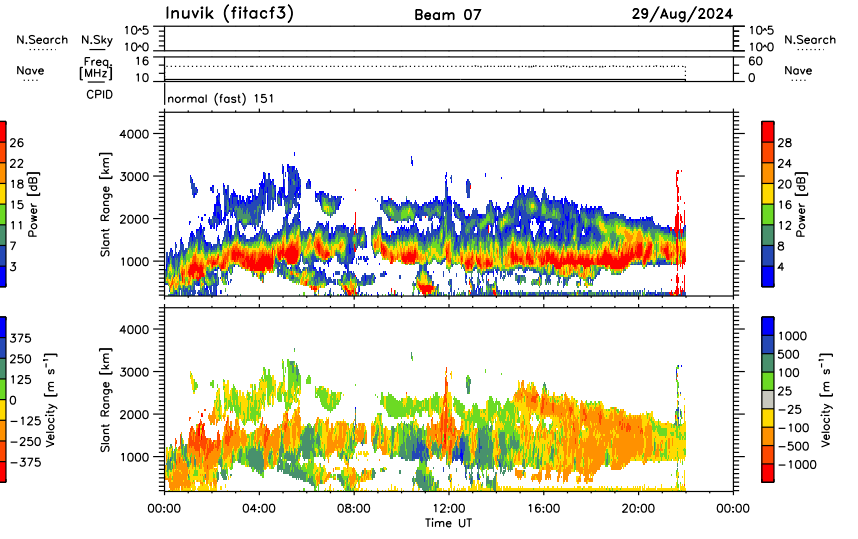 Inuvik (fitacf3) Beam 07 29/Aug/2024
N.Search N.Sky 10^5 10^0 10^5 10^0 N.Search
Nave Freq. [MHz] 16 10 60 0 Nave
CPID normal (fast) 151
Power [dB] 26 22 18 15 11 7 3
Slant Range [km] 4000 3000 2000 1000
28 24 20 16 12 8 4 Power [dB]
Velocity [m s⁻¹] 375 250 125 0 −125 −250 −375
Slant Range [km] 4000 3000 2000 1000
1000 500 100 25 −25 −100 −500 −1000 Velocity [m s⁻¹]
00:00 04:00 08:00 12:00 16:00 20:00 00:00
Time UT